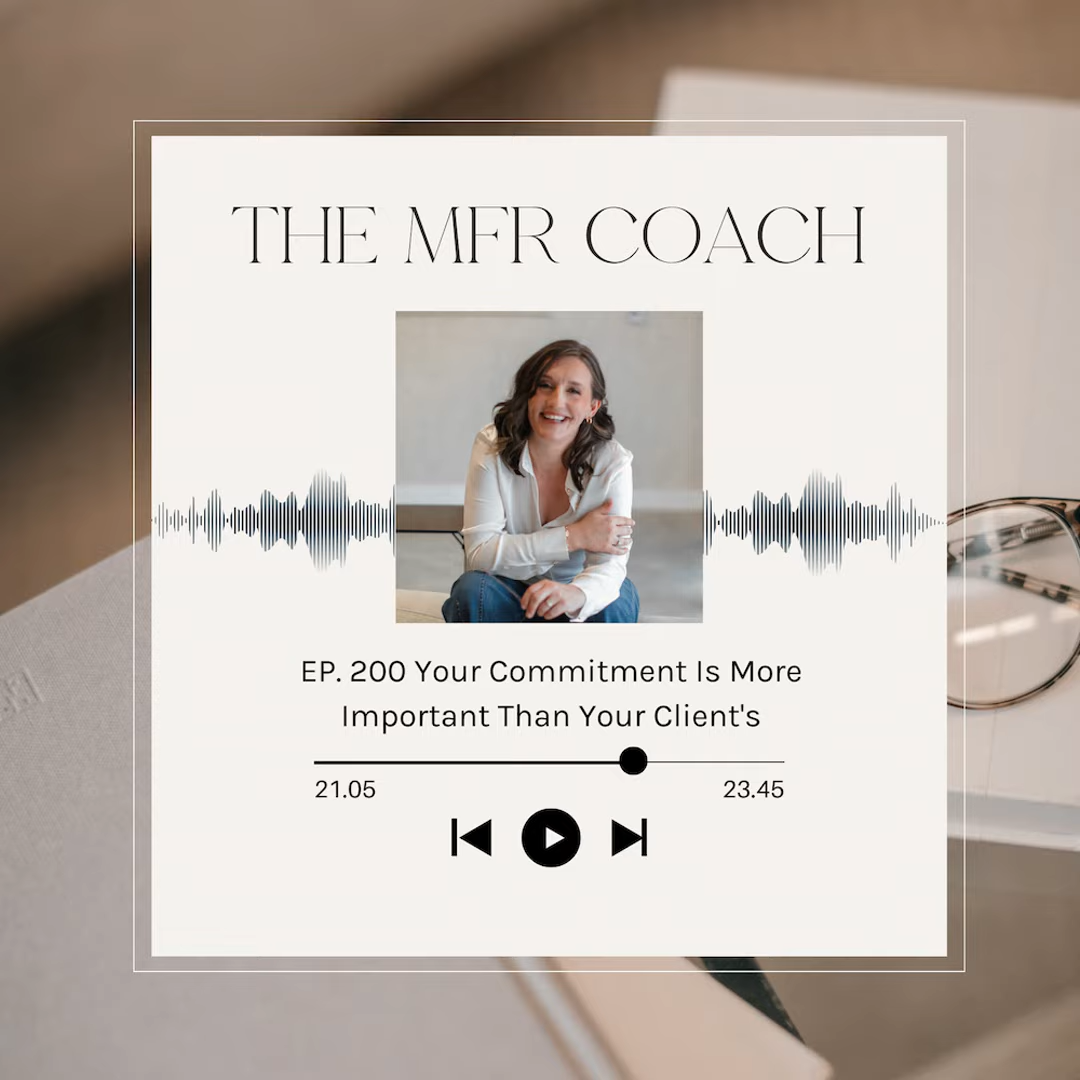 THE MFR COACH
EP. 200 Your Commitment Is More
Important Than Your Client's
21.05 23.45